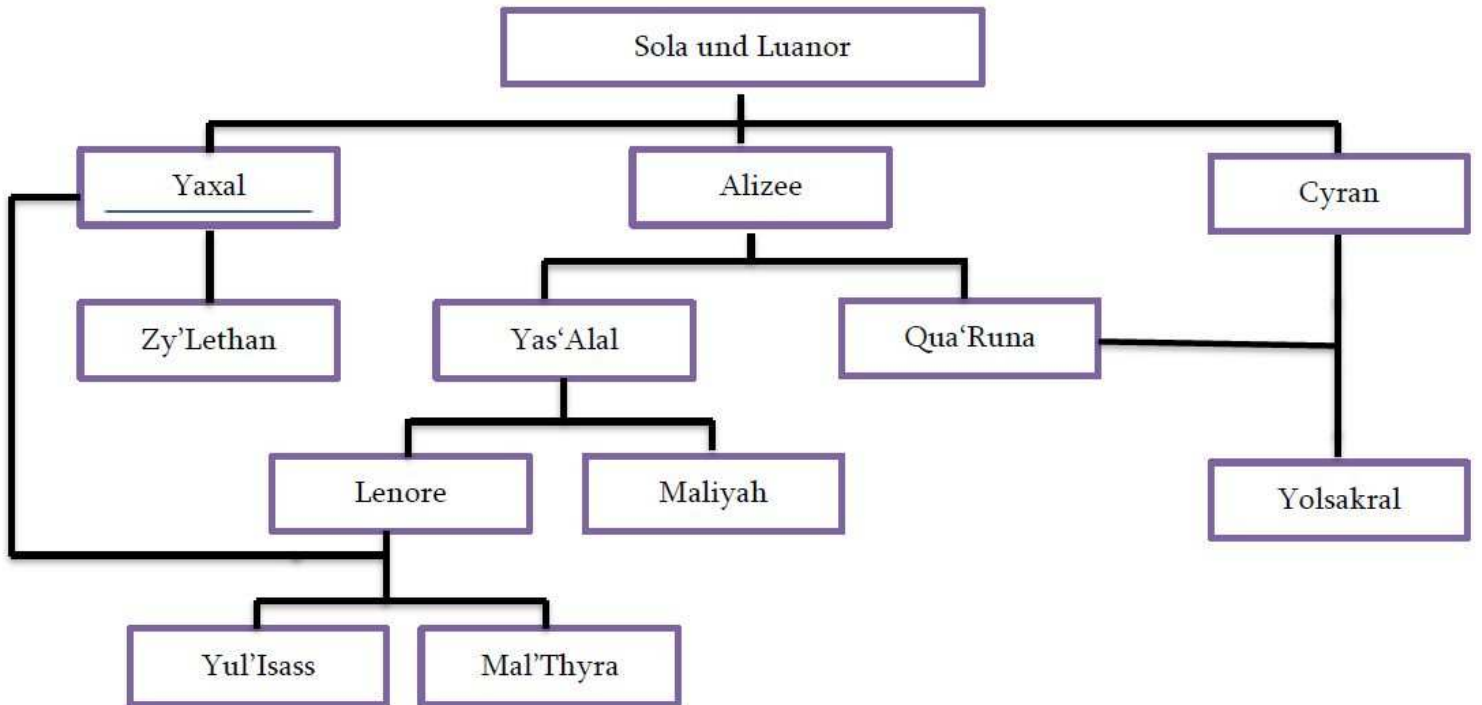 Sola und Luanor
Yaxal
Alizee
Cyran
Zy’Lethan
Yas‘Alal
Qua‘Runa
Lenore
Maliyah
Yolsakral
Yul’Isass
Mal’Thyra